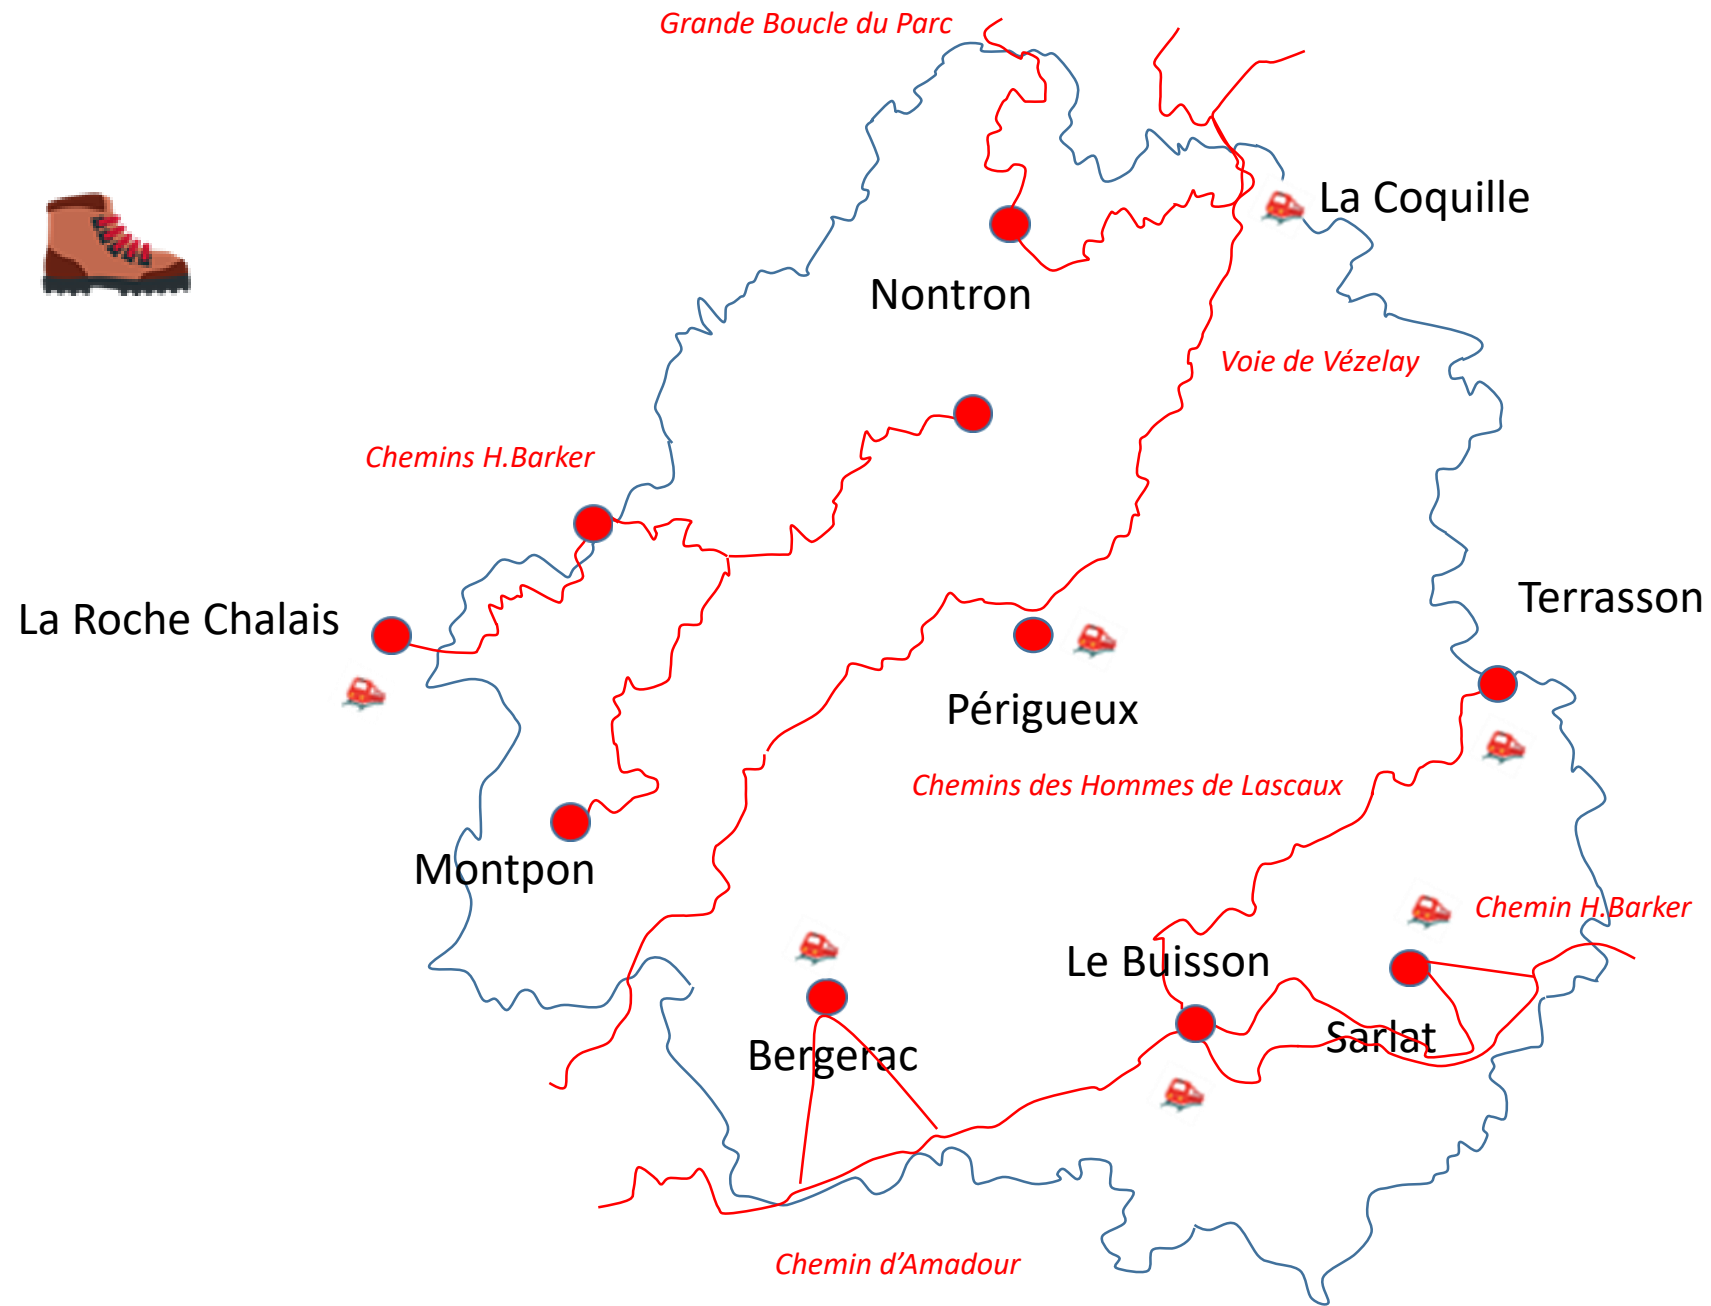 Grande Boucle du Parc
La Coquille
Nontron
Voie de Vézelay
Chemins H.Barker
Terrasson
La Roche Chalais
Périgueux
Chemins des Hommes de Lascaux
Montpon
Chemin H.Barker
Le Buisson
Sarlat
Bergerac
Chemin d’Amadour